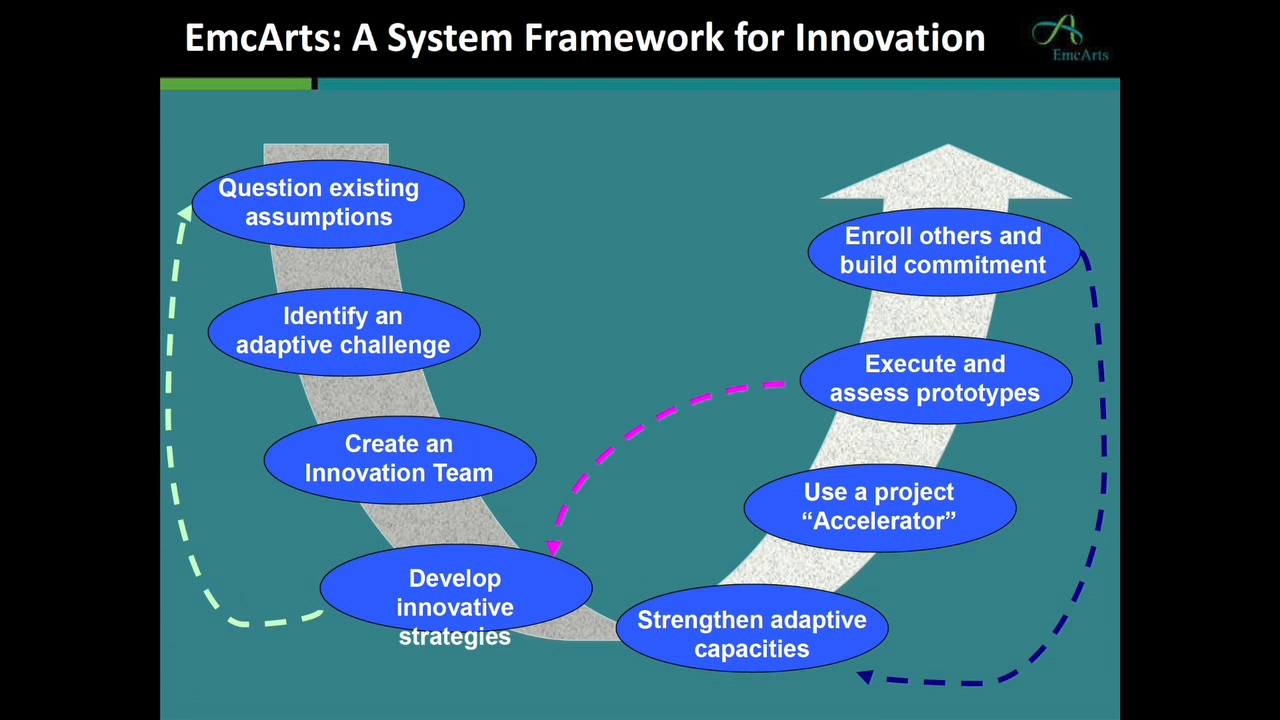 EmcArts: A System Framework for Innovation
EmcArts
Question existing
assumptions
Identify an
adaptive challenge
Create an
Innovation Team
Develop
innovative
strategies
Strengthen adaptive
capacities
Use a project
“Accelerator”
Execute and
assess prototypes
Enroll others and
build commitment